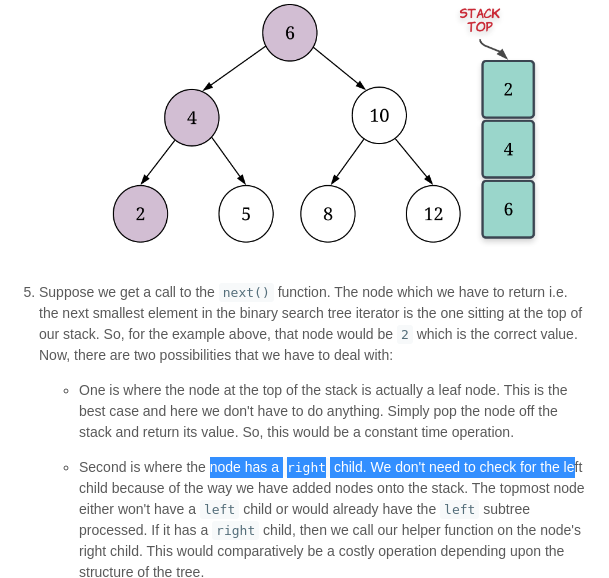 STACK
TOP
6
2
4
10
4
2
5
8
12
6
5. Suppose we get a call to the next() function. The node which we have to return i.e.
the next smallest element in the binary search tree iterator is the one sitting at the top of
our stack. So, for the example above, that node would be 2 which is the correct value.
Now, there are two possibilities that we have to deal with:
○ One is where the node at the top of the stack is actually a leaf node. This is the
best case and here we don't have to do anything. Simply pop the node off the
stack and return its value. So, this would be a constant time operation.
○ Second is where the node has a right child. We don't need to check for the left
child because of the way we have added nodes onto the stack. The topmost node
either won't have a left child or would already have the left subtree
processed. If it has a right child, then we call our helper function on the node's
right child. This would comparatively be a costly operation depending upon the
structure of the tree.